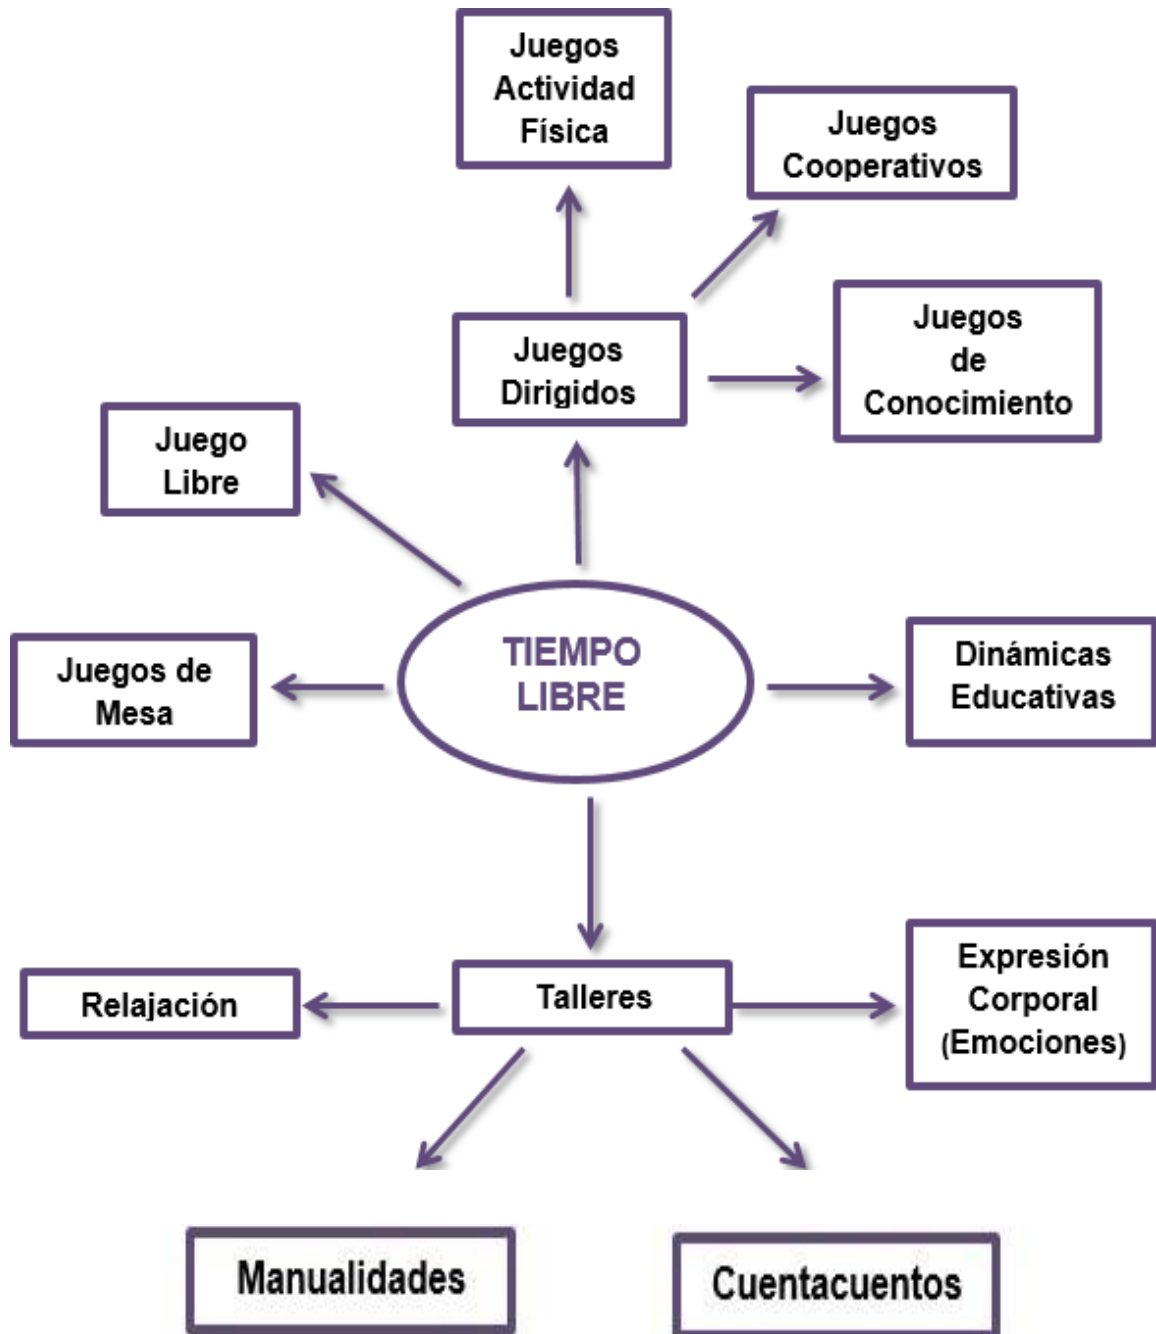 Juegos
Actividad
Física
Juegos
Cooperativos
Juegos
de
Conocimiento
Juegos
Dirigidos
Juego
Libre
TIEMPO
LIBRE
Juegos de
Mesa
Dinámicas
Educativas
Expresión
Corporal
(Emociones)
Relajación
Talleres
Manualidades
Cuentacuentos